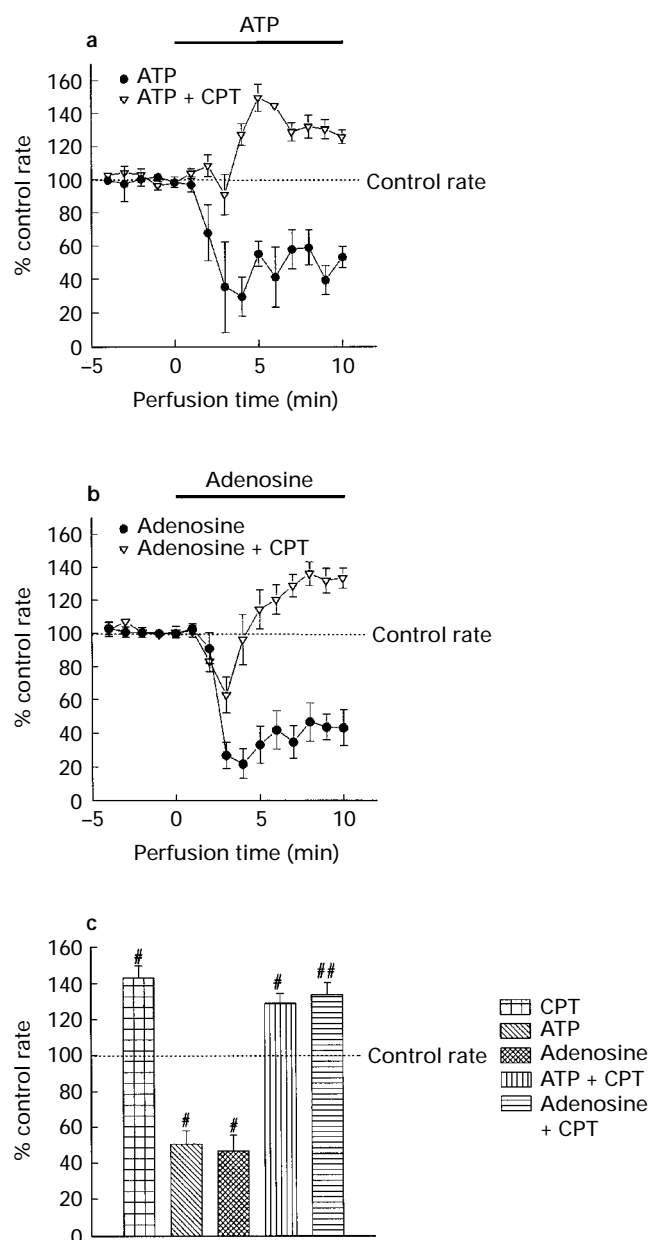 ATP
a
160
140
120
100
80
60
40
20
0
% control rate
ATP
ATP + CPT
Control rate
−5 0 5 10
Perfusion time (min)
Adenosine
b
160
140
120
100
80
60
40
20
0
% control rate
Adenosine
Adenosine + CPT
Control rate
−5 0 5 10
Perfusion time (min)
c
160
140
120
100
80
60
40
20
0
% control rate
#
#
#
#
##
Control rate
CPT
ATP
Adenosine
ATP + CPT
Adenosine
+ CPT